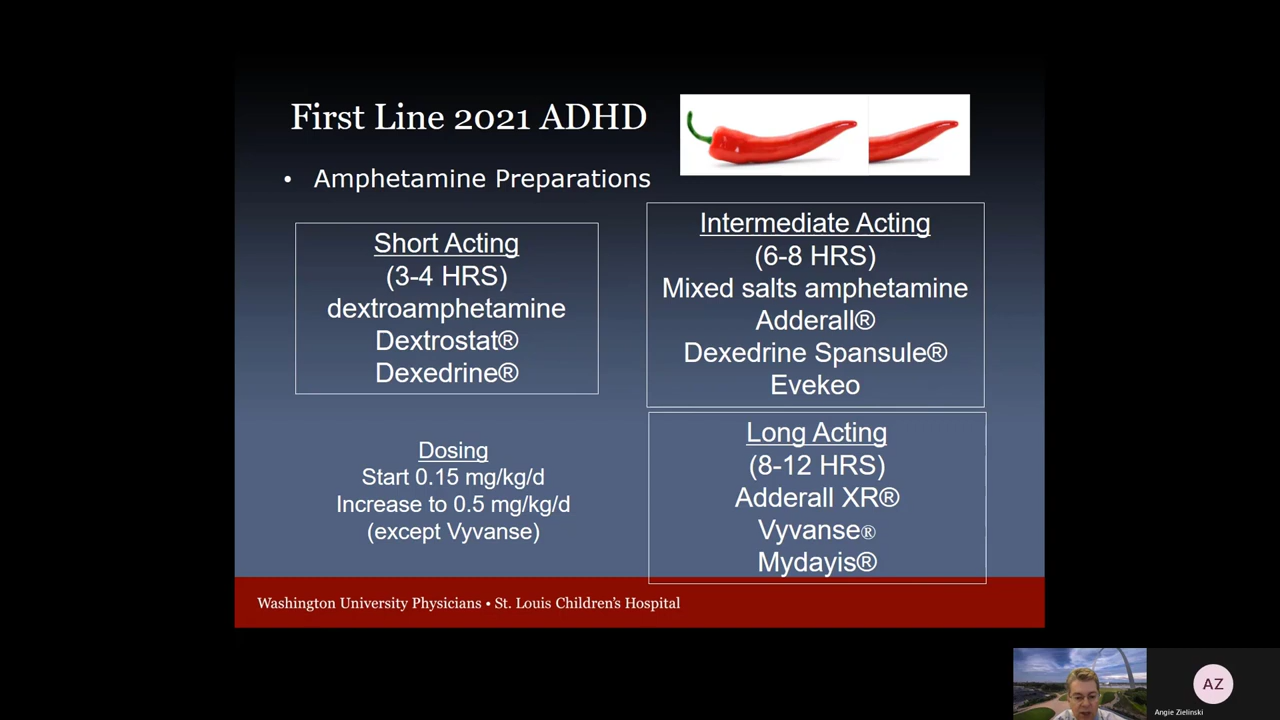 First Line 2021 ADHD
• Amphetamine Preparations
Short Acting
(3-4 HRS)
dextroamphetamine
Dextrostat®
Dexedrine®
Intermediate Acting
(6-8 HRS)
Mixed salts amphetamine
Adderall®
Dexedrine Spansule®
Evekeo
Dosing
Start 0.15 mg/kg/d
Increase to 0.5 mg/kg/d
(except Vyvanse)
Long Acting
(8-12 HRS)
Adderall XR®
Vyvanse®
Mydayis®
Washington University Physicians • St. Louis Children's Hospital
AZ
Angie Zielinski